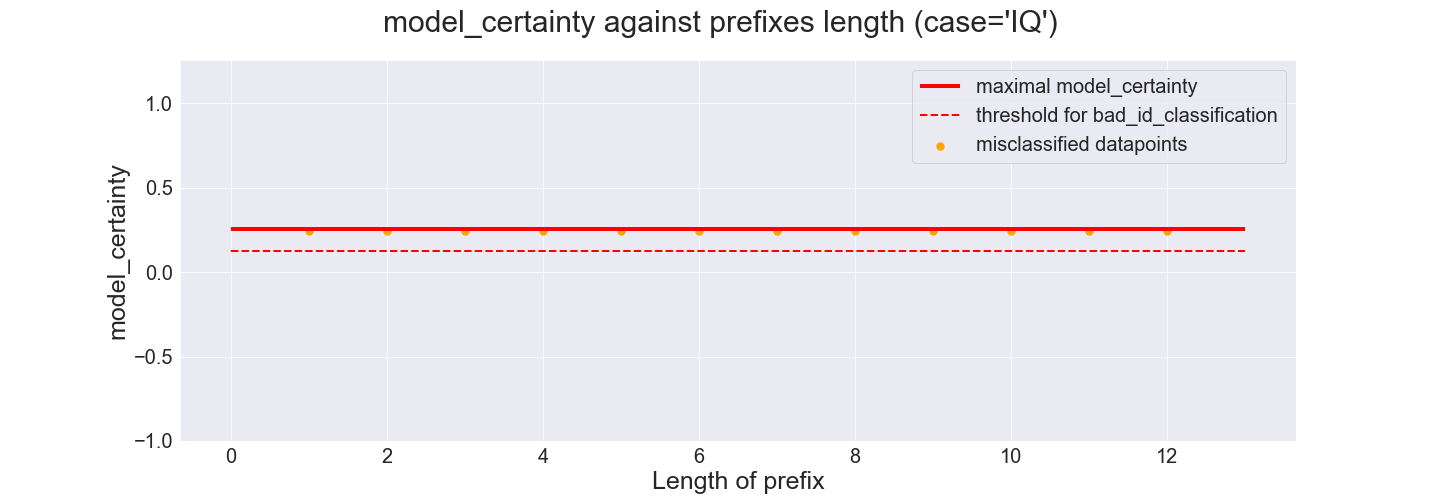 model_certainty against prefixes length (case='IQ')
maximal model_certainty
threshold for bad_id_classification
misclassified datapoints
model_certainty
1.0
0.5
0.0
−0.5
−1.0
0 2 4 6 8 10 12
Length of prefix